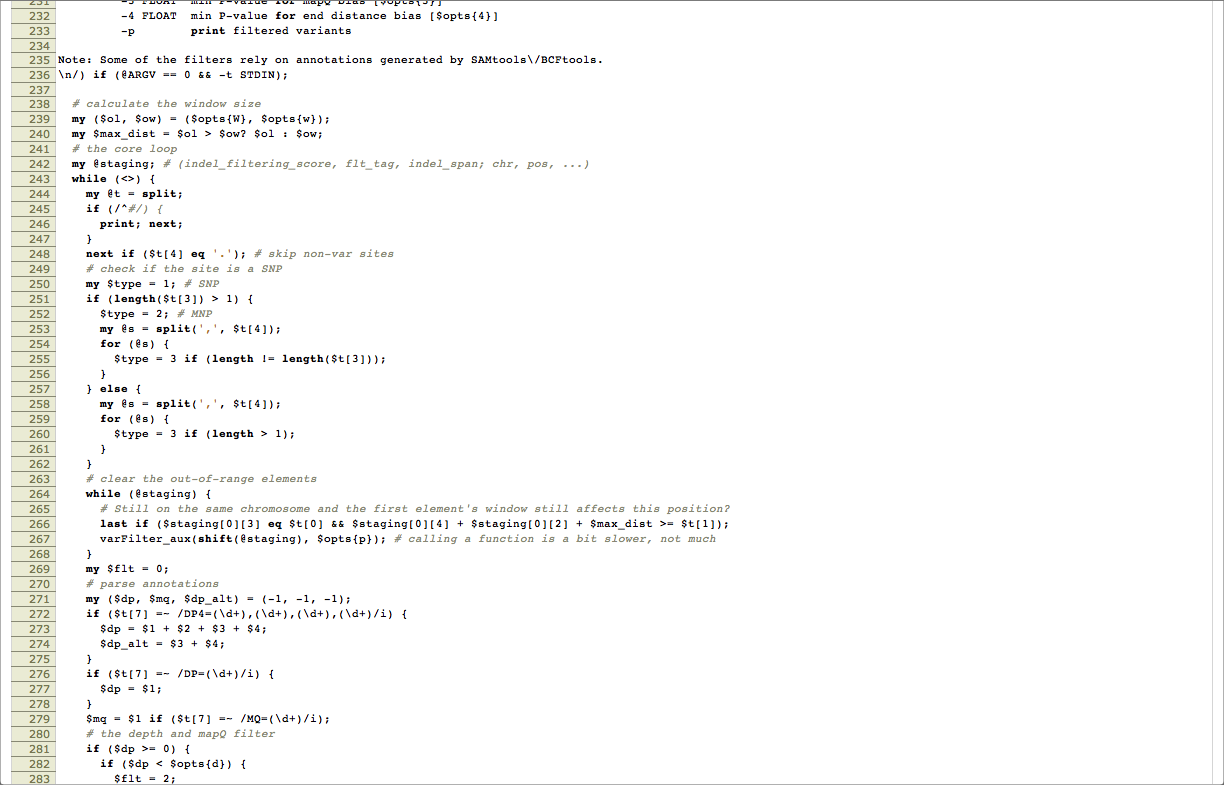 231         -3 FLOAT  min P-value for mapQ bias [$opts{3}]
232         -4 FLOAT  min P-value for end distance bias [$opts{4}]
233         -p        print filtered variants
234
235 Note: Some of the filters rely on annotations generated by SAMtools\/BCFtools.
236 \n/) if (@ARGV == 0 && -t STDIN);
237
238   # calculate the window size
239   my ($ol, $ow) = ($opts{W}, $opts{w});
240   my $max_dist = $ol > $ow? $ol : $ow;
241   # the core loop
242   my @staging; # (indel_filtering_score, flt_tag, indel_span; chr, pos, ...)
243   while (<>) {
244     my @t = split;
245     if (/^#/) {
246       print; next;
247     }
248     next if ($t[4] eq '.'); # skip non-var sites
249     # check if the site is a SNP
250     my $type = 1; # SNP
251     if (length($t[3]) > 1) {
252       $type = 2; # MNP
253       my @s = split(',', $t[4]);
254       for (@s) {
255         $type = 3 if (length != length($t[3]));
256       }
257     } else {
258       my @s = split(',', $t[4]);
259       for (@s) {
260         $type = 3 if (length > 1);
261       }
262     }
263     # clear the out-of-range elements
264     while (@staging) {
265       # Still on the same chromosome and the first element's window still affects this position?
266       last if ($staging[0][3] eq $t[0] && $staging[0][4] + $staging[0][2] + $max_dist >= $t[1]);
267       varFilter_aux(shift(@staging), $opts{p}); # calling a function is a bit slower, not much
268     }
269     my $flt = 0;
270     # parse annotations
271     my ($dp, $mq, $dp_alt) = (-1, -1, -1);
272     if ($t[7] =~ /DP4=(\d+),(\d+),(\d+),(\d+)/i) {
273       $dp = $1 + $2 + $3 + $4;
274       $dp_alt = $3 + $4;
275     }
276     if ($t[7] =~ /DP=(\d+)/i) {
277       $dp = $1;
278     }
279     $mq = $1 if ($t[7] =~ /MQ=(\d+)/i);
280     # the depth and mapQ filter
281     if ($dp >= 0) {
282       if ($dp < $opts{d}) {
283         $flt = 2;